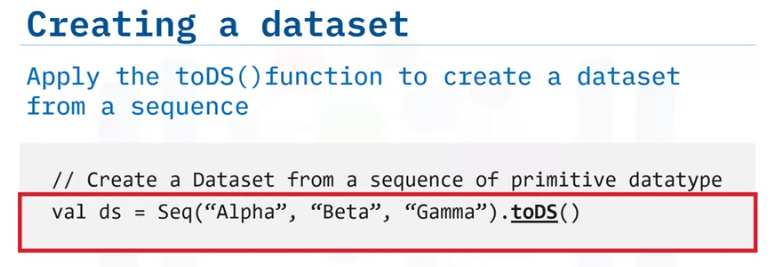 Creating a dataset
Apply the toDS()function to create a dataset
from a sequence
// Create a Dataset from a sequence of primitive datatype
val ds = Seq(“Alpha”, “Beta”, “Gamma”).toDS()